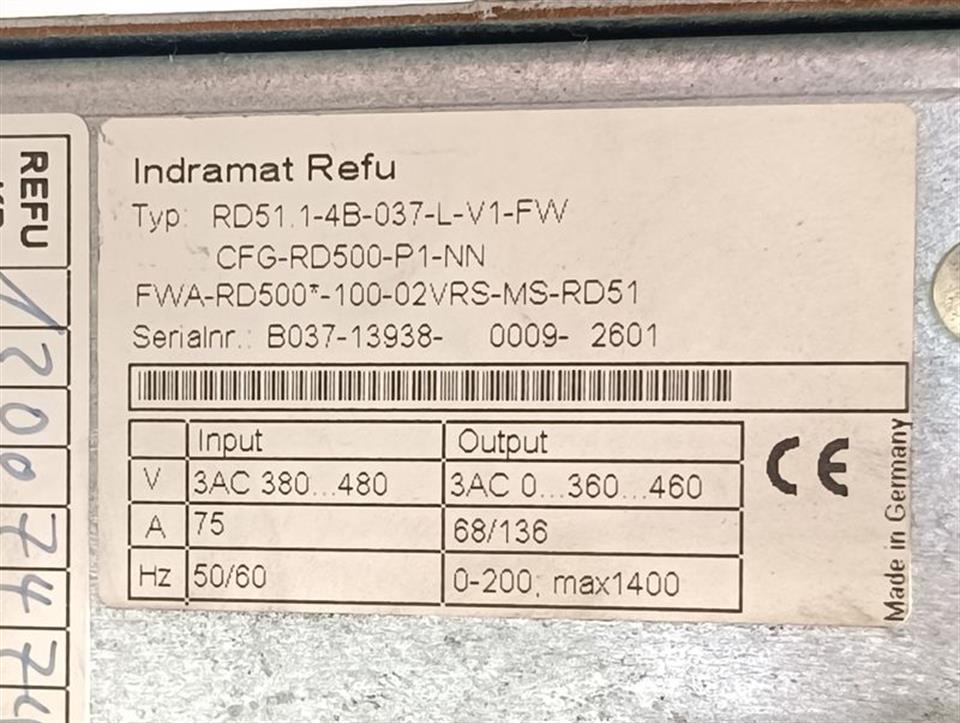 Indramat Refu
Typ: RD51.1-4B-037-L-V1-FW
CFG-RD500-P1-NN
FWA-RD500*-100-02VRS-MS-RD51
Serialnr.: B037-13938- 0009- 2601
Input Output
V 3AC 380...480 3AC 0...360...460
A 75 68/136
Hz 50/60 0-200; max1400
CE
Made in Germany
REFU